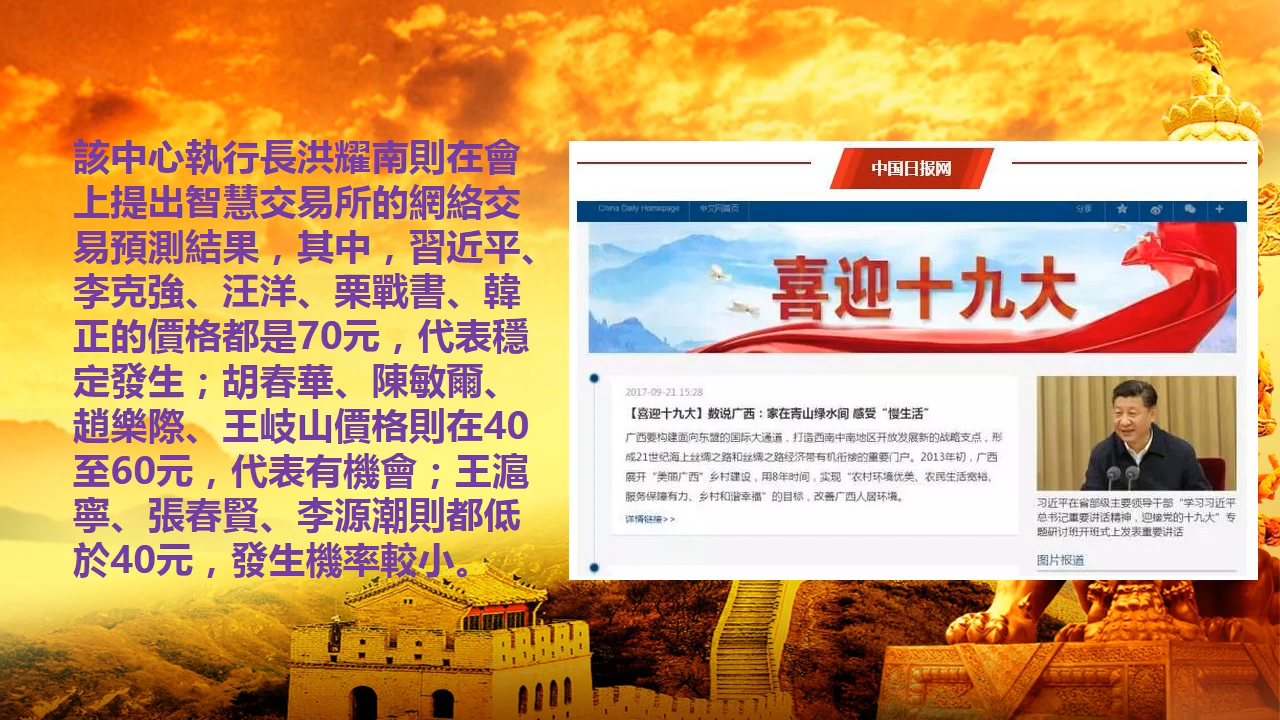 該中心執行長洪耀南則在會
上提出智慧交易所的網絡交
易預測結果，其中，習近平、
李克強、汪洋、栗戰書、韓
正的價格都是70元，代表穩
定發生；胡春華、陳敏爾、
趙樂際、王岐山價格則在40
至60元，代表有機會；王滬
寧、張春賢、李源潮則都低
於40元，發生機率較小。
中国日报网
China Daily Homepage 中文网首页 分享
喜迎十九大
2017-09-21 15:28
【喜迎十九大】数说广西：家在青山绿水间 感受“慢生活”
广西要构建面向东盟的国际大通道，打造西南中南地区开放发展新的战略支点，形
成21世纪海上丝绸之路和丝绸之路经济带有机衔接的重要门户。2013年初，广西
展开“美丽广西”乡村建设，用8年时间，实现“农村环境优美、农民生活宽裕、
服务保障有力、乡村和谐幸福”的目标，改善广西人居环境。
详情链接>>
习近平在省部级主要领导干部“学习习近平
总书记重要讲话精神，迎接党的十九大”专
题研讨班开班式上发表重要讲话
图片报道